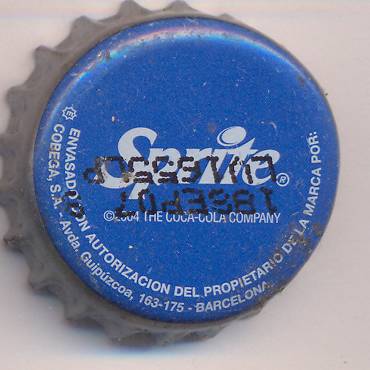 Sprite®
18SEP07
©2004 THE COCA-COLA COMPANY
ENVASADO CON AUTORIZACION DEL PROPIETARIO DE LA MARCA POR:
COBEGA, S.A. - Avda. Guipúzcoa, 163-175 - BARCELONA